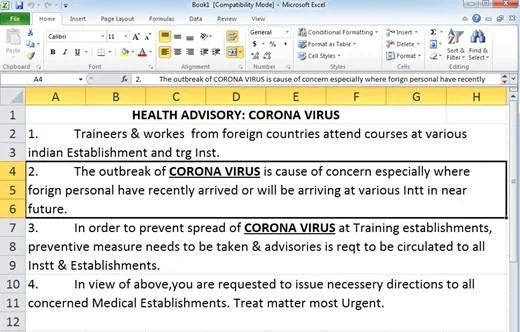 Book1 [Compatibility Mode] - Microsoft Excel
File Home Insert Page Layout Formulas Data Review View
Calibri 11
B I U
Paste
Clipboard Font Alignment Number Styles Cells Editing
General
$ % ,
Conditional Formatting
Format as Table
Cell Styles
Insert
Delete
Format
Sort & Filter Find & Select
A4 fx 2. The outbreak of CORONA VIRUS is cause of concern especially where forign personal have recently
A B C D E F G H
1 HEALTH ADVISORY: CORONA VIRUS
2 1. Traineers & workes from foreign countries attend courses at various
3 indian Establishment and trg Inst.
4 2. The outbreak of CORONA VIRUS is cause of concern especially where
5 forign personal have recently arrived or will be arriving at various Intt in near
6 future.
7 3. In order to prevent spread of CORONA VIRUS at Training establishments,
8 preventive measure needs to be taken & advisories is reqt to be circulated to all
9 Instt & Establishments.
10 4. In view of above,you are requested to issue necessery directions to all
11 concerned Medical Establishments. Treat matter most Urgent.
12